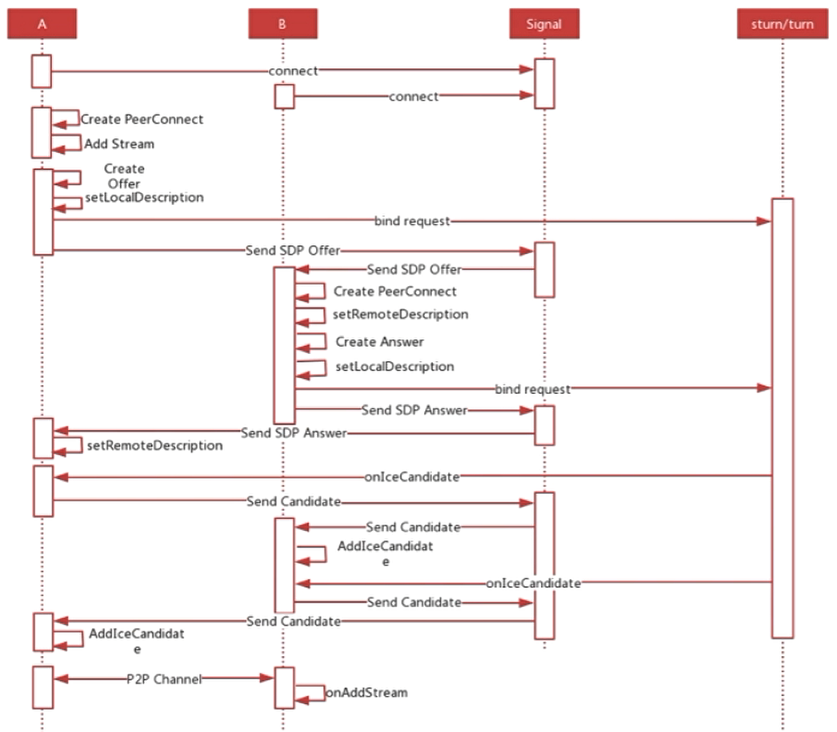 A
B
Signal
sturn/turn
connect
connect
Create PeerConnect
Add Stream
Create
Offer
setLocalDescription
bind request
Send SDP Offer
Send SDP Offer
Create PeerConnect
setRemoteDescription
Create Answer
setLocalDescription
bind request
Send SDP Answer
Send SDP Answer
setRemoteDescription
onIceCandidate
Send Candidate
Send Candidate
AddIceCandidat
e
onIceCandidate
Send Candidate
Send Candidate
AddIceCandidat
e
P2P Channel
onAddStream